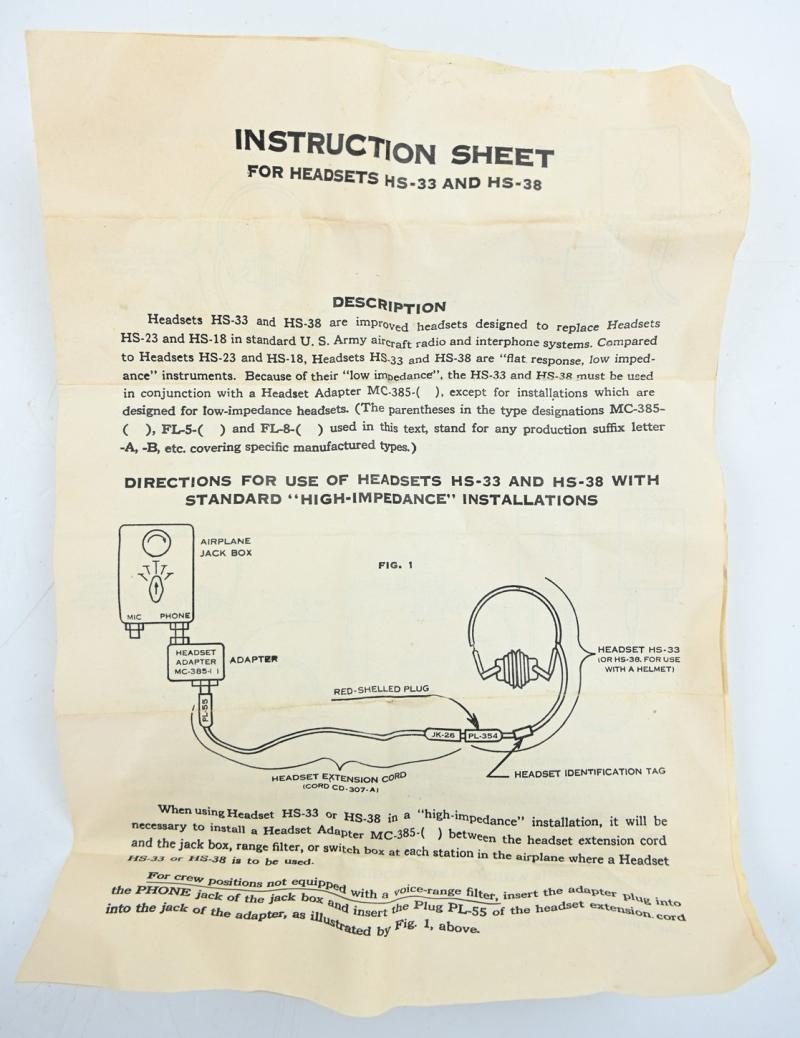 INSTRUCTION SHEET
FOR HEADSETS HS-33 AND HS-38
DESCRIPTION
Headsets HS-33 and HS-38 are improved headsets designed to replace Headsets
HS-23 and HS-18 in standard U. S. Army aircraft radio and interphone systems. Compared
to Headsets HS-23 and HS-18, Headsets HS-33 and HS-38 are "flat response, low imped-
ance" instruments. Because of their "low impedance", the HS-33 and HS-38 must be used
in conjunction with a Headset Adapter MC-385-( ), except for installations which are
designed for low-impedance headsets. (The parentheses in the type designations MC-385-
( ), FL-5-( ) and FL-8-( ) used in this text, stand for any production suffix letter
-A, -B, etc. covering specific manufactured types.)
DIRECTIONS FOR USE OF HEADSETS HS-33 AND HS-38 WITH
STANDARD "HIGH-IMPEDANCE" INSTALLATIONS
AIRPLANE
JACK BOX
FIG. 1
MIC PHONE
HEADSET
ADAPTER
MC-385-( )
ADAPTER
PL-55
RED-SHELLED PLUG
HEADSET HS-33
(OR HS-38, FOR USE
WITH A HELMET)
JK-26 PL-354
HEADSET IDENTIFICATION TAG
HEADSET EXTENSION CORD
(CORD CD-307-A)
When using Headset HS-33 or HS-38 in a "high-impedance" installation, it will be
necessary to install a Headset Adapter MC-385-( ) between the headset extension cord
and the jack box, range filter, or switch box at each station in the airplane where a Headset
HS-33 or HS-38 is to be used.
For crew positions not equipped with a voice-range filter, insert the adapter plug into
the PHONE jack of the jack box and insert the Plug PL-55 of the headset extension cord
into the jack of the adapter, as illustrated by Fig. 1, above.